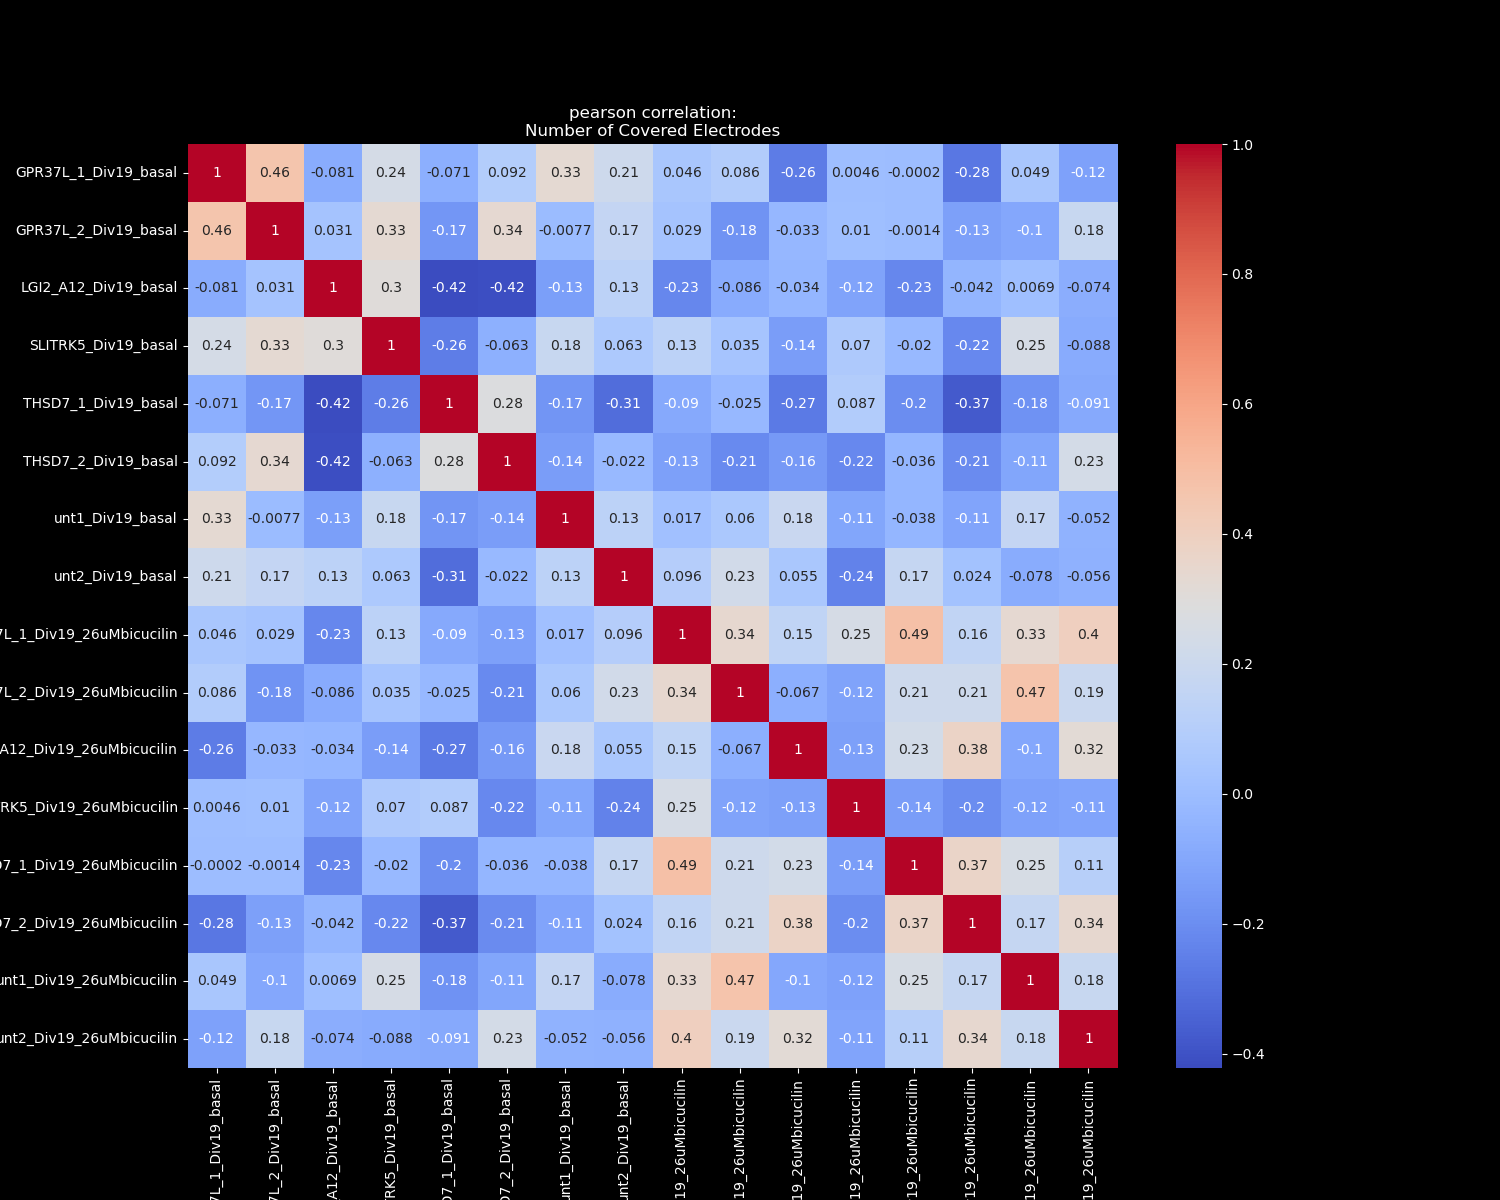 pearson correlation:
Number of Covered Electrodes
GPR37L_1_Div19_basal 1 0.46 -0.081 0.24 -0.071 0.092 0.33 0.21 0.046 0.086 -0.26 0.0046 -0.0002 -0.28 0.049 -0.12
GPR37L_2_Div19_basal 0.46 1 0.031 0.33 -0.17 0.34 -0.0077 0.17 0.029 -0.18 -0.033 0.01 -0.0014 -0.13 -0.1 0.18
LGI2_A12_Div19_basal -0.081 0.031 1 0.3 -0.42 -0.42 -0.13 0.13 -0.23 -0.086 -0.034 -0.12 -0.23 -0.042 0.0069 -0.074
SLITRK5_Div19_basal 0.24 0.33 0.3 1 -0.26 -0.063 0.18 0.063 0.13 0.035 -0.14 0.07 -0.02 -0.22 0.25 -0.088
THSD7_1_Div19_basal -0.071 -0.17 -0.42 -0.26 1 0.28 -0.17 -0.31 -0.09 -0.025 -0.27 0.087 -0.2 -0.37 -0.18 -0.091
THSD7_2_Div19_basal 0.092 0.34 -0.42 -0.063 0.28 1 -0.14 -0.022 -0.13 -0.21 -0.16 -0.22 -0.036 -0.21 -0.11 0.23
unt1_Div19_basal 0.33 -0.0077 -0.13 0.18 -0.17 -0.14 1 0.13 0.017 0.06 0.18 -0.11 -0.038 -0.11 0.17 -0.052
unt2_Div19_basal 0.21 0.17 0.13 0.063 -0.31 -0.022 0.13 1 0.096 0.23 0.055 -0.24 0.17 0.024 -0.078 -0.056
7L_1_Div19_26uMbicucilin 0.046 0.029 -0.23 0.13 -0.09 -0.13 0.017 0.096 1 0.34 0.15 0.25 0.49 0.16 0.33 0.4
7L_2_Div19_26uMbicucilin 0.086 -0.18 -0.086 0.035 -0.025 -0.21 0.06 0.23 0.34 1 -0.067 -0.12 0.21 0.21 0.47 0.19
A12_Div19_26uMbicucilin -0.26 -0.033 -0.034 -0.14 -0.27 -0.16 0.18 0.055 0.15 -0.067 1 -0.13 0.23 0.38 -0.1 0.32
RK5_Div19_26uMbicucilin 0.0046 0.01 -0.12 0.07 0.087 -0.22 -0.11 -0.24 0.25 -0.12 -0.13 1 -0.14 -0.2 -0.12 -0.11
D7_1_Div19_26uMbicucilin -0.0002 -0.0014 -0.23 -0.02 -0.2 -0.036 -0.038 0.17 0.49 0.21 0.23 -0.14 1 0.37 0.25 0.11
D7_2_Div19_26uMbicucilin -0.28 -0.13 -0.042 -0.22 -0.37 -0.21 -0.11 0.024 0.16 0.21 0.38 -0.2 0.37 1 0.17 0.34
unt1_Div19_26uMbicucilin 0.049 -0.1 0.0069 0.25 -0.18 -0.11 0.17 -0.078 0.33 0.47 -0.1 -0.12 0.25 0.17 1 0.18
unt2_Div19_26uMbicucilin -0.12 0.18 -0.074 -0.088 -0.091 0.23 -0.052 -0.056 0.4 0.19 0.32 -0.11 0.11 0.34 0.18 1
7L_1_Div19_basal
7L_2_Div19_basal
A12_Div19_basal
RK5_Div19_basal
D7_1_Div19_basal
D7_2_Div19_basal
unt1_Div19_basal
unt2_Div19_basal
19_26uMbicucilin
19_26uMbicucilin
19_26uMbicucilin
19_26uMbicucilin
19_26uMbicucilin
19_26uMbicucilin
19_26uMbicucilin
19_26uMbicucilin
1.0
0.8
0.6
0.4
0.2
0.0
−0.2
−0.4